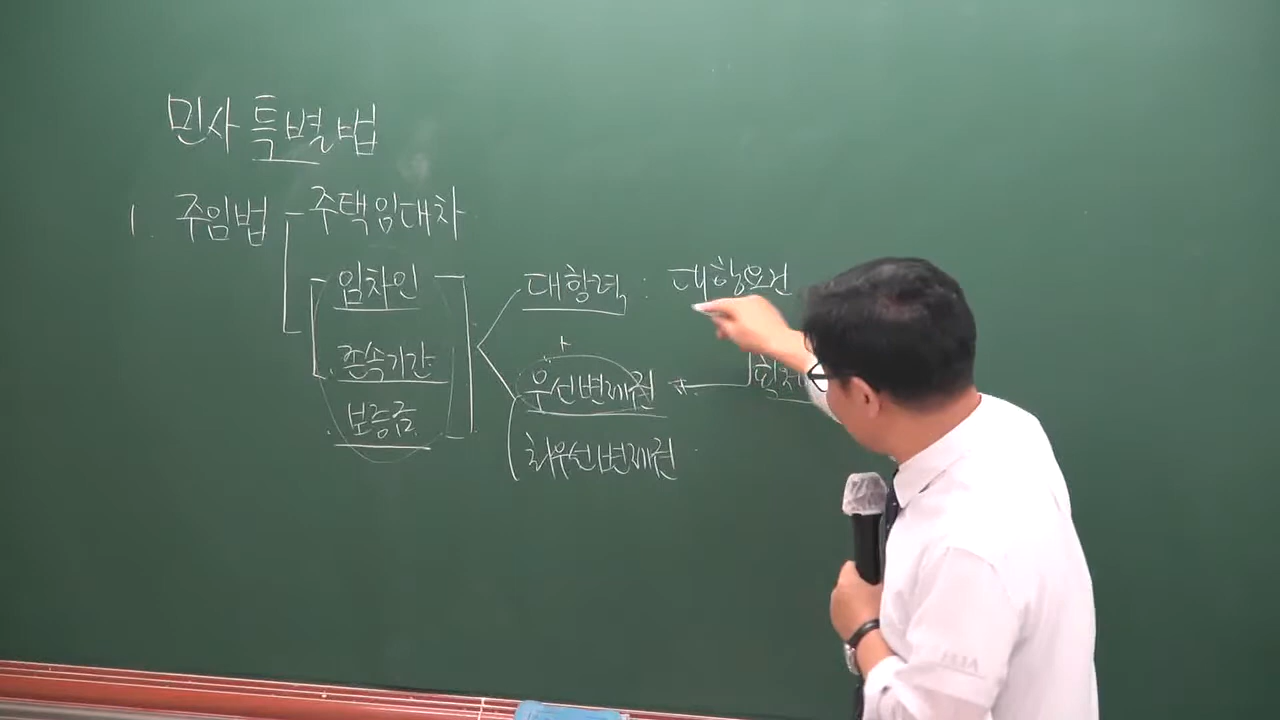 민사 특별법
1. 주임법 - 주택임대차
임차인
존속기간
보증금
대항력 : 대항요건
+
우선변제권
최우선변제권